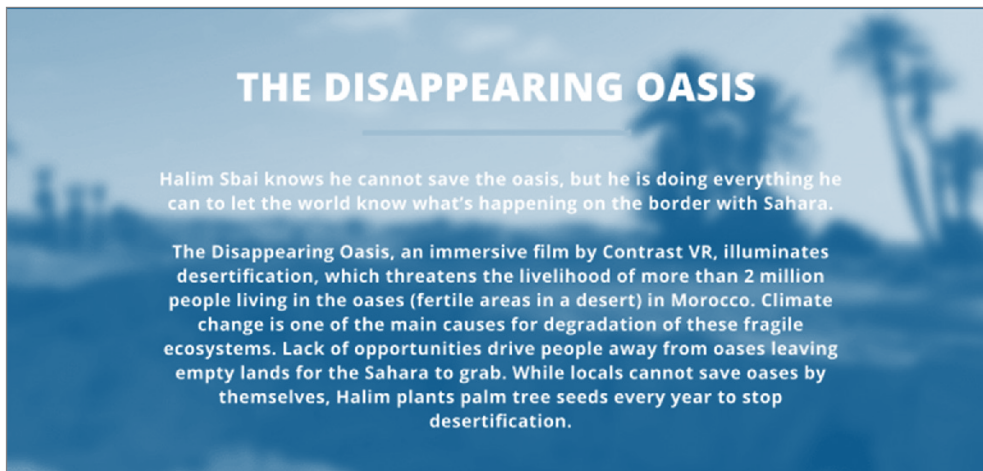 THE DISAPPEARING OASIS
Halim Sbai knows he cannot save the oasis, but he is doing everything he
can to let the world know what’s happening on the border with Sahara.
The Disappearing Oasis, an immersive film by Contrast VR, illuminates
desertification, which threatens the livelihood of more than 2 million
people living in the oases (fertile areas in a desert) in Morocco. Climate
change is one of the main causes for degradation of these fragile
ecosystems. Lack of opportunities drive people away from oases leaving
empty lands for the Sahara to grab. While locals cannot save oases by
themselves, Halim plants palm tree seeds every year to stop
desertification.